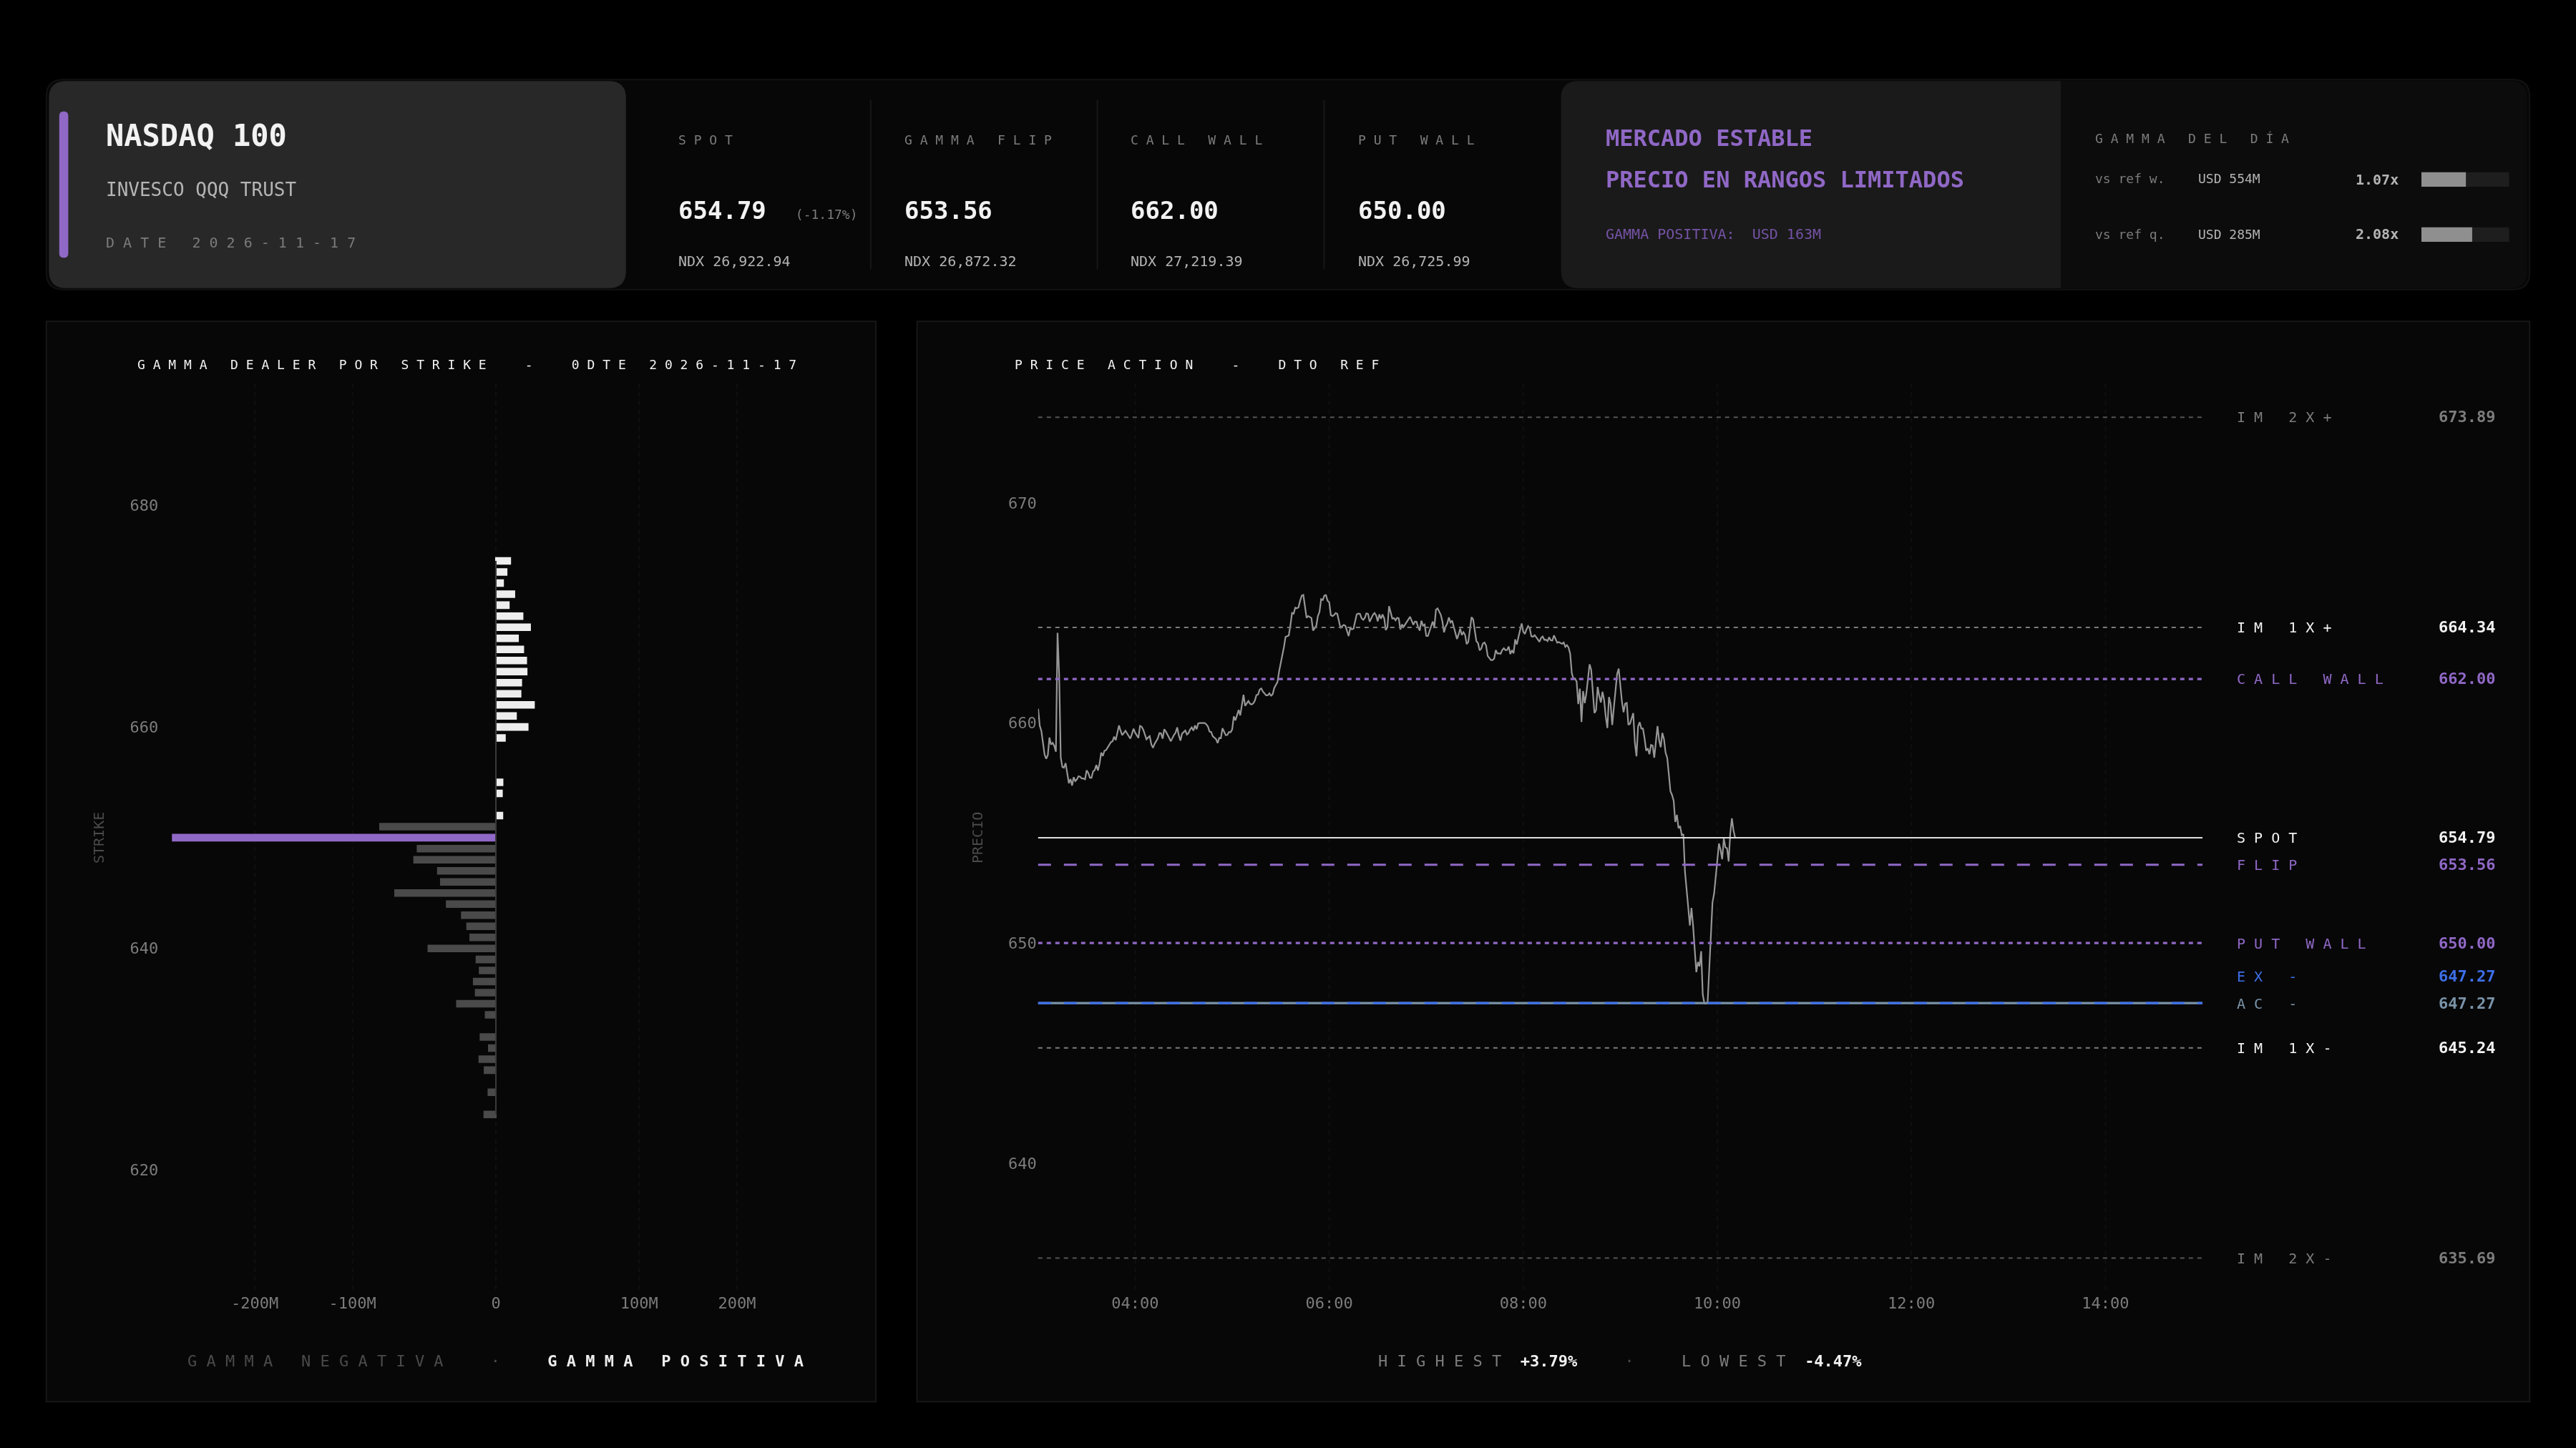 NASDAQ 100
INVESCO QQQ TRUST
DATE 2026-11-17
SPOT
654.79 (-1.17%)
NDX 26,922.94
GAMMA FLIP
653.56
NDX 26,872.32
CALL WALL
662.00
NDX 27,219.39
PUT WALL
650.00
NDX 26,725.99
MERCADO ESTABLE
PRECIO EN RANGOS LIMITADOS
GAMMA POSITIVA: USD 163M
GAMMA DEL DÍA
vs ref w. USD 554M 1.07x
vs ref q. USD 285M 2.08x
GAMMA DEALER POR STRIKE - 0DTE 2026-11-17
STRIKE
680
660
640
620
-200M -100M 0 100M 200M
GAMMA NEGATIVA · GAMMA POSITIVA
PRICE ACTION - DTO REF
PRECIO
670
660
650
640
IM 2X+ 673.89
IM 1X+ 664.34
CALL WALL 662.00
SPOT 654.79
FLIP 653.56
PUT WALL 650.00
EX - 647.27
AC - 647.27
IM 1X- 645.24
IM 2X- 635.69
04:00 06:00 08:00 10:00 12:00 14:00
HIGHEST +3.79% · LOWEST -4.47%